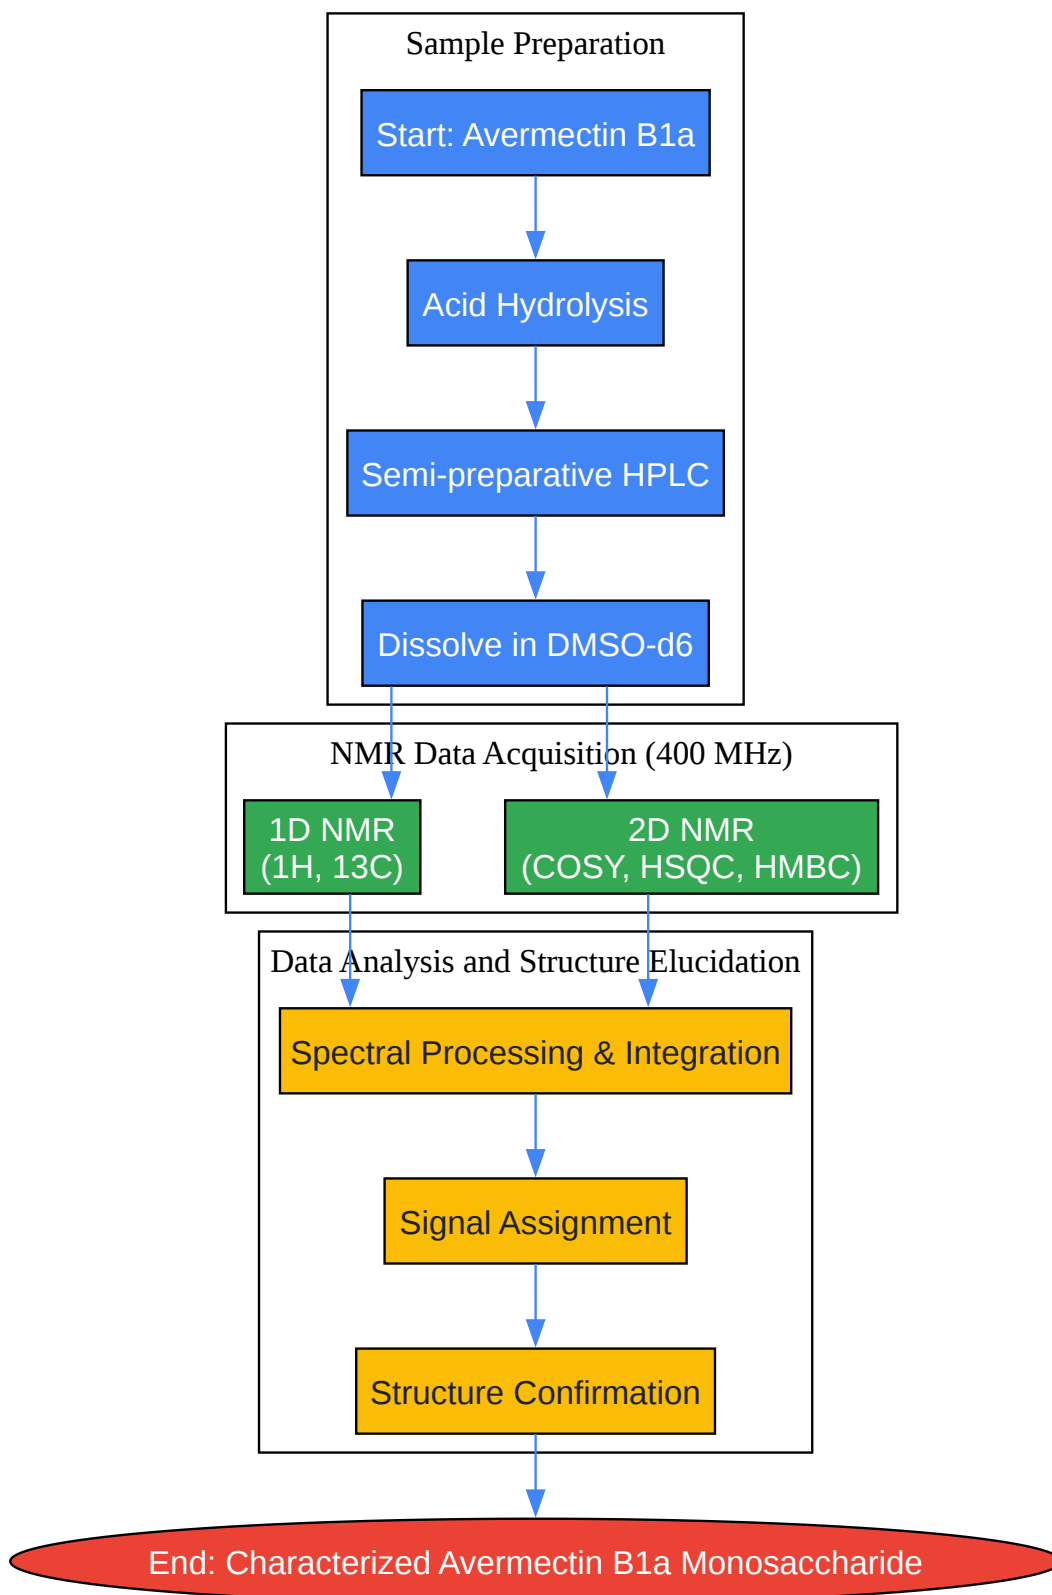 Sample Preparation
Start: Avermectin B1a
Acid Hydrolysis
Semi-preparative HPLC
Dissolve in DMSO-d6
NMR Data Acquisition (400 MHz)
1D NMR
(1H, 13C)
2D NMR
(COSY, HSQC, HMBC)
Data Analysis and Structure Elucidation
Spectral Processing & Integration
Signal Assignment
Structure Confirmation
End: Characterized Avermectin B1a Monosaccharide